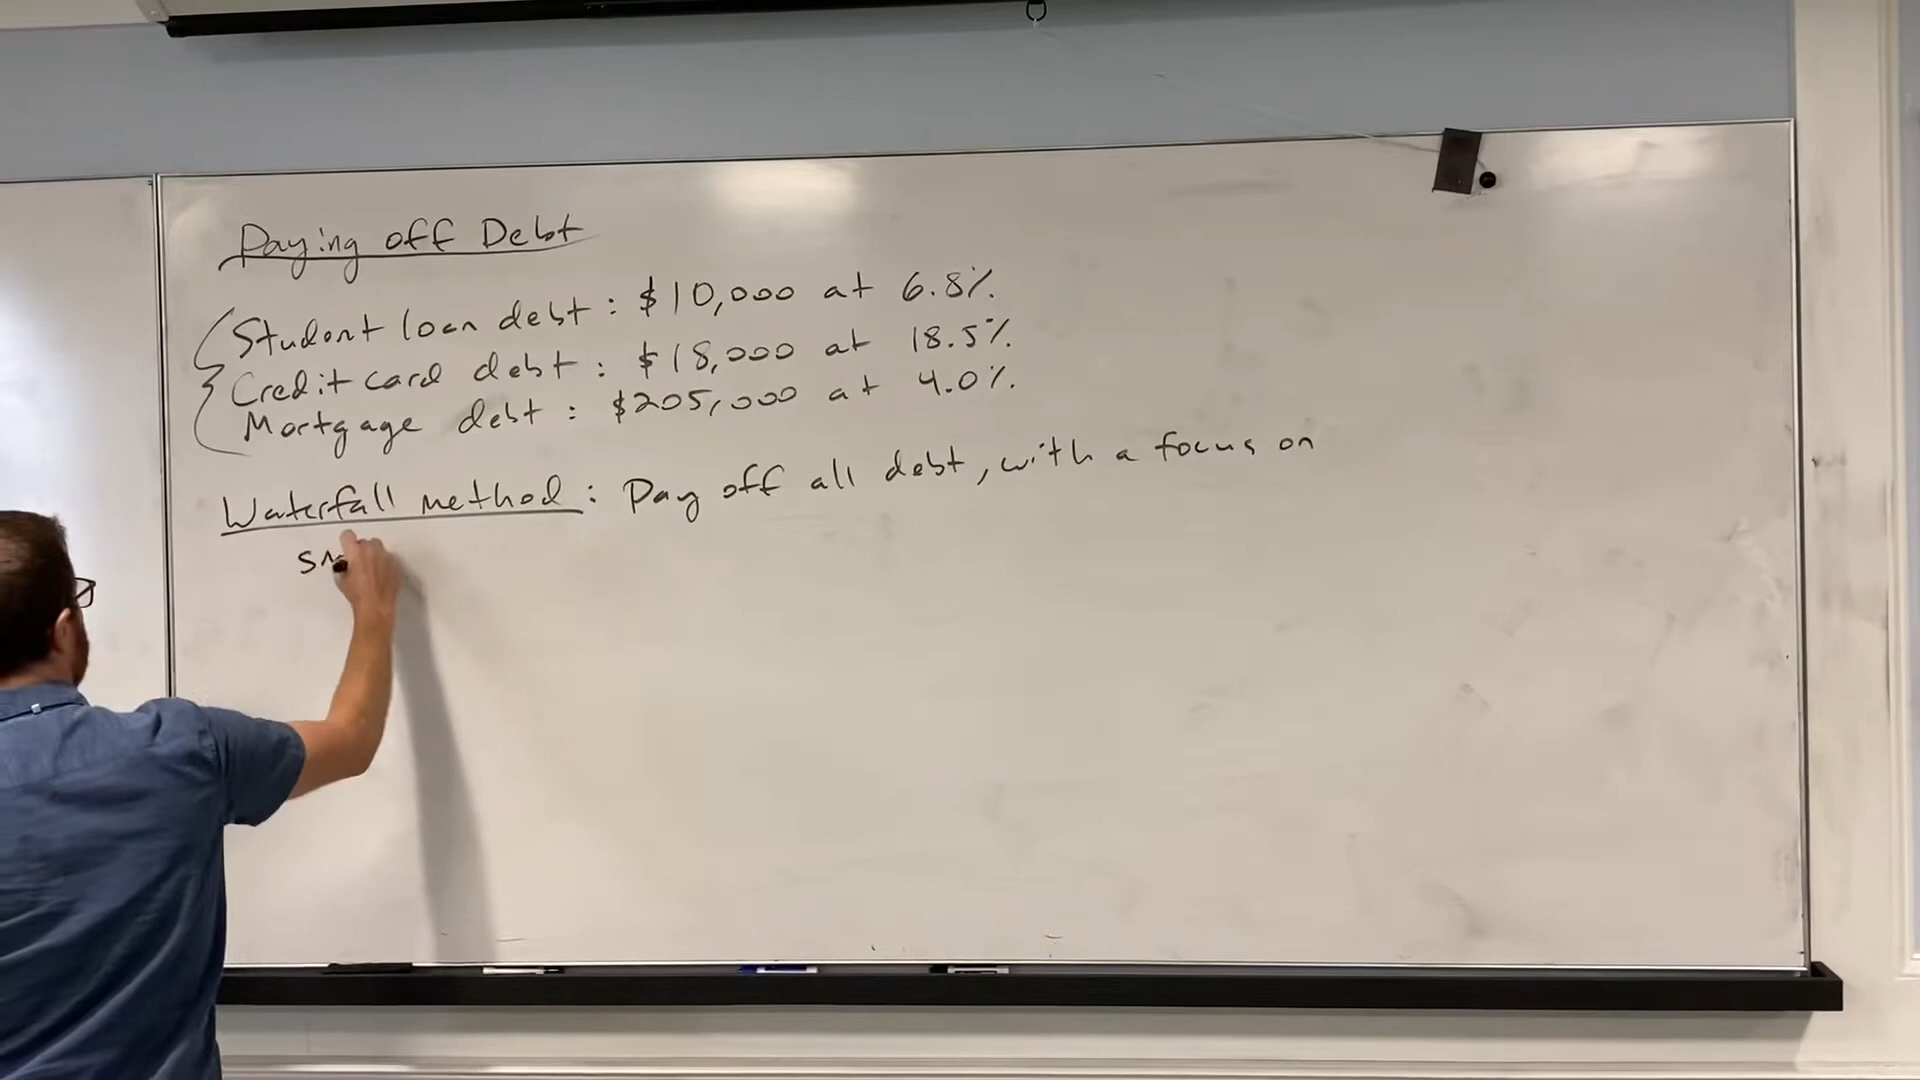 Paying off Debt
Student loan debt : $10,000 at 6.8%
Credit card debt : $18,000 at 18.5%
Mortgage debt : $205,000 at 4.0%
Waterfall method : Pay off all debt, with a focus on
sm